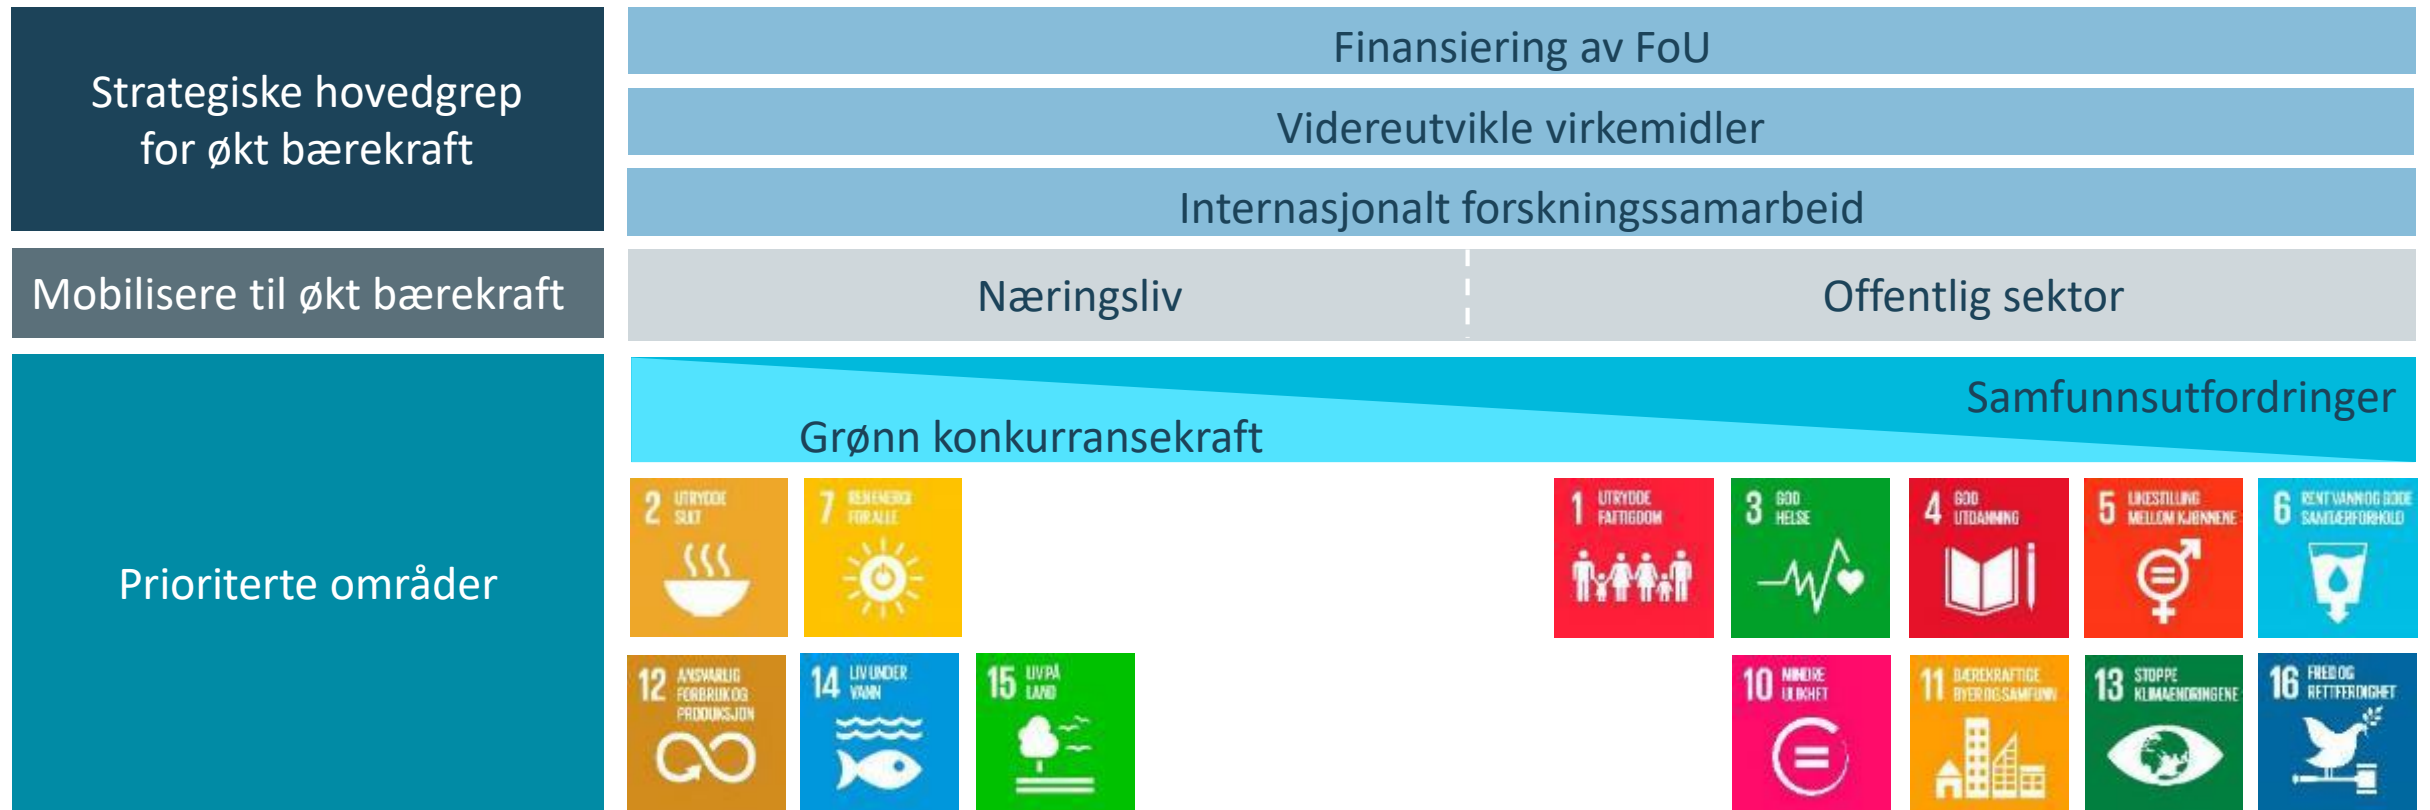 Strategiske hovedgrep
for økt bærekraft
Finansiering av FoU
Videreutvikle virkemidler
Internasjonalt forskningssamarbeid
Mobilisere til økt bærekraft
Næringsliv
Offentlig sektor
Prioriterte områder
Samfunnsutfordringer
Grønn konkurransekraft
2 UTRYDDE
SULT
7 REN ENERGI
FOR ALLE
1 UTRYDDE
FATTIGDOM
3 GOD
HELSE
4 GOD
UTDANNING
5 LIKESTILLING
MELLOM KJØNNENE
6 RENT VANN OG GODE
SANITÆRFORHOLD
12 ANSVARLIG
FORBRUK OG
PRODUKSJON
14 LIV UNDER
VANN
15 LIV PÅ
LAND
10 MINDRE
ULIKHET
11 BÆREKRAFTIGE
BYER OG SAMFUNN
13 STOPPE
KLIMAENDRINGENE
16 FRED OG
RETTFERDIGHET